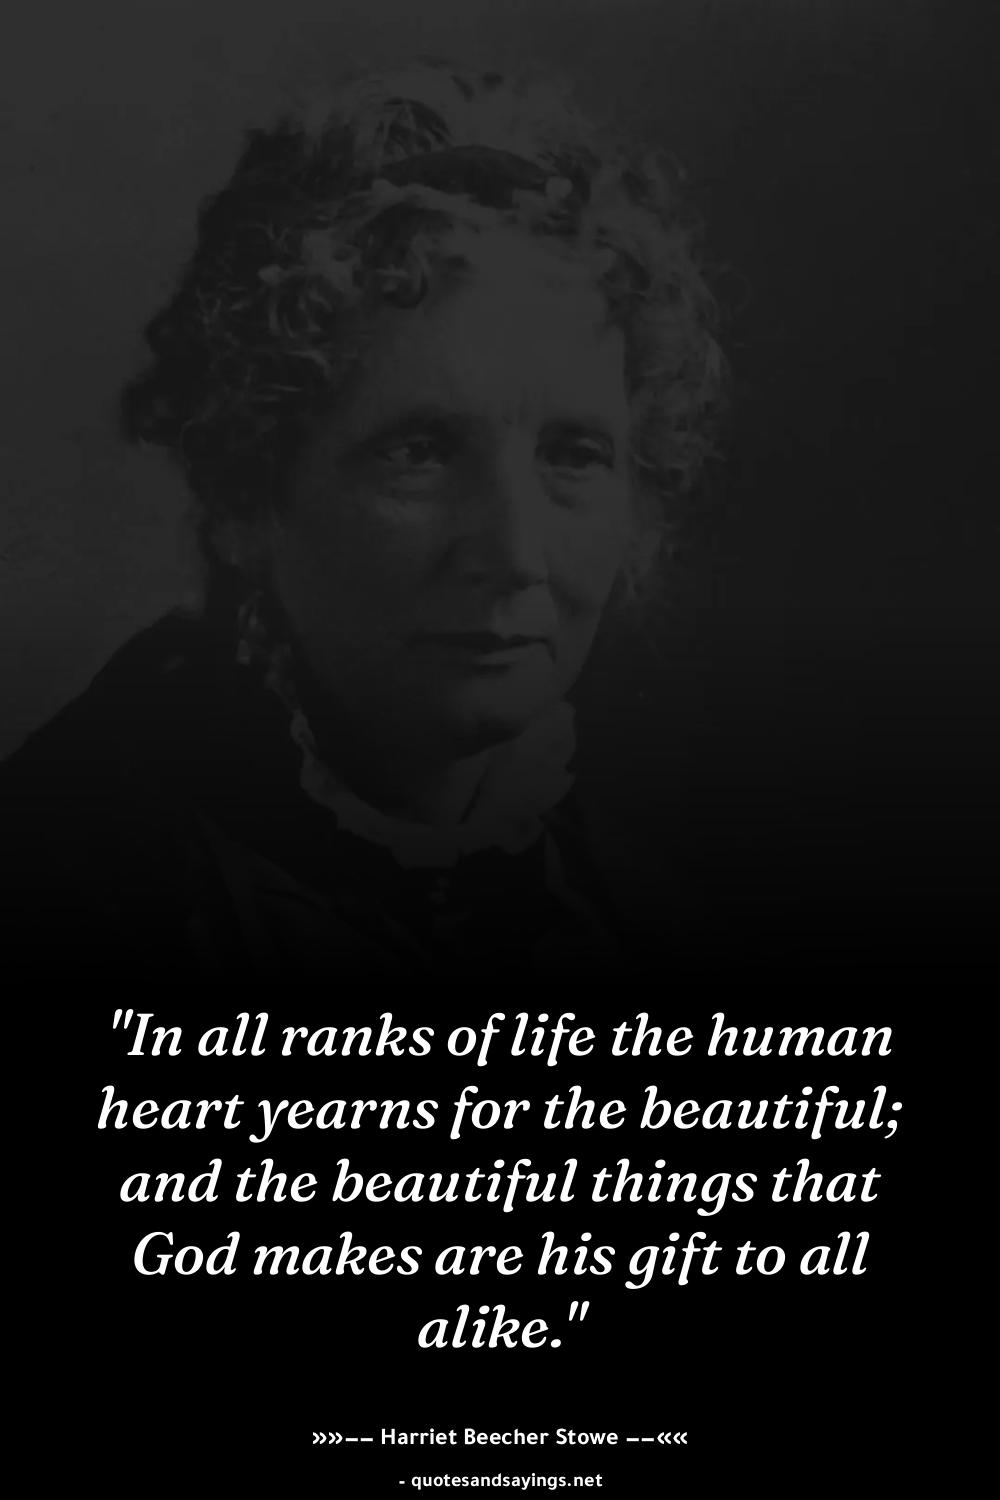 "In all ranks of life the human
heart yearns for the beautiful;
and the beautiful things that
God makes are his gift to all
alike."
»»–– Harriet Beecher Stowe ––««
- quotesandsayings.net